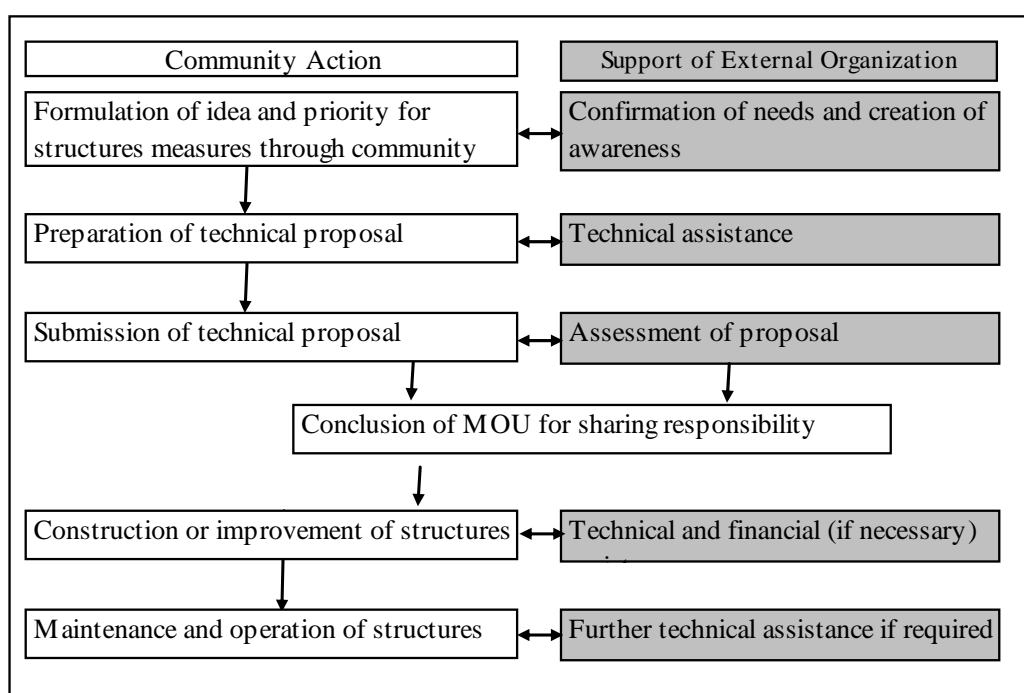 Community Action
Support of External Organization
Formulation of idea and priority for
structures measures through community
Confirmation of needs and creation of
awareness
Preparation of technical proposal
Technical assistance
Submission of technical proposal
Assessment of proposal
Conclusion of MOU for sharing responsibility
Construction or improvement of structures
Technical and financial (if necessary)
Maintenance and operation of structures
Further technical assistance if required